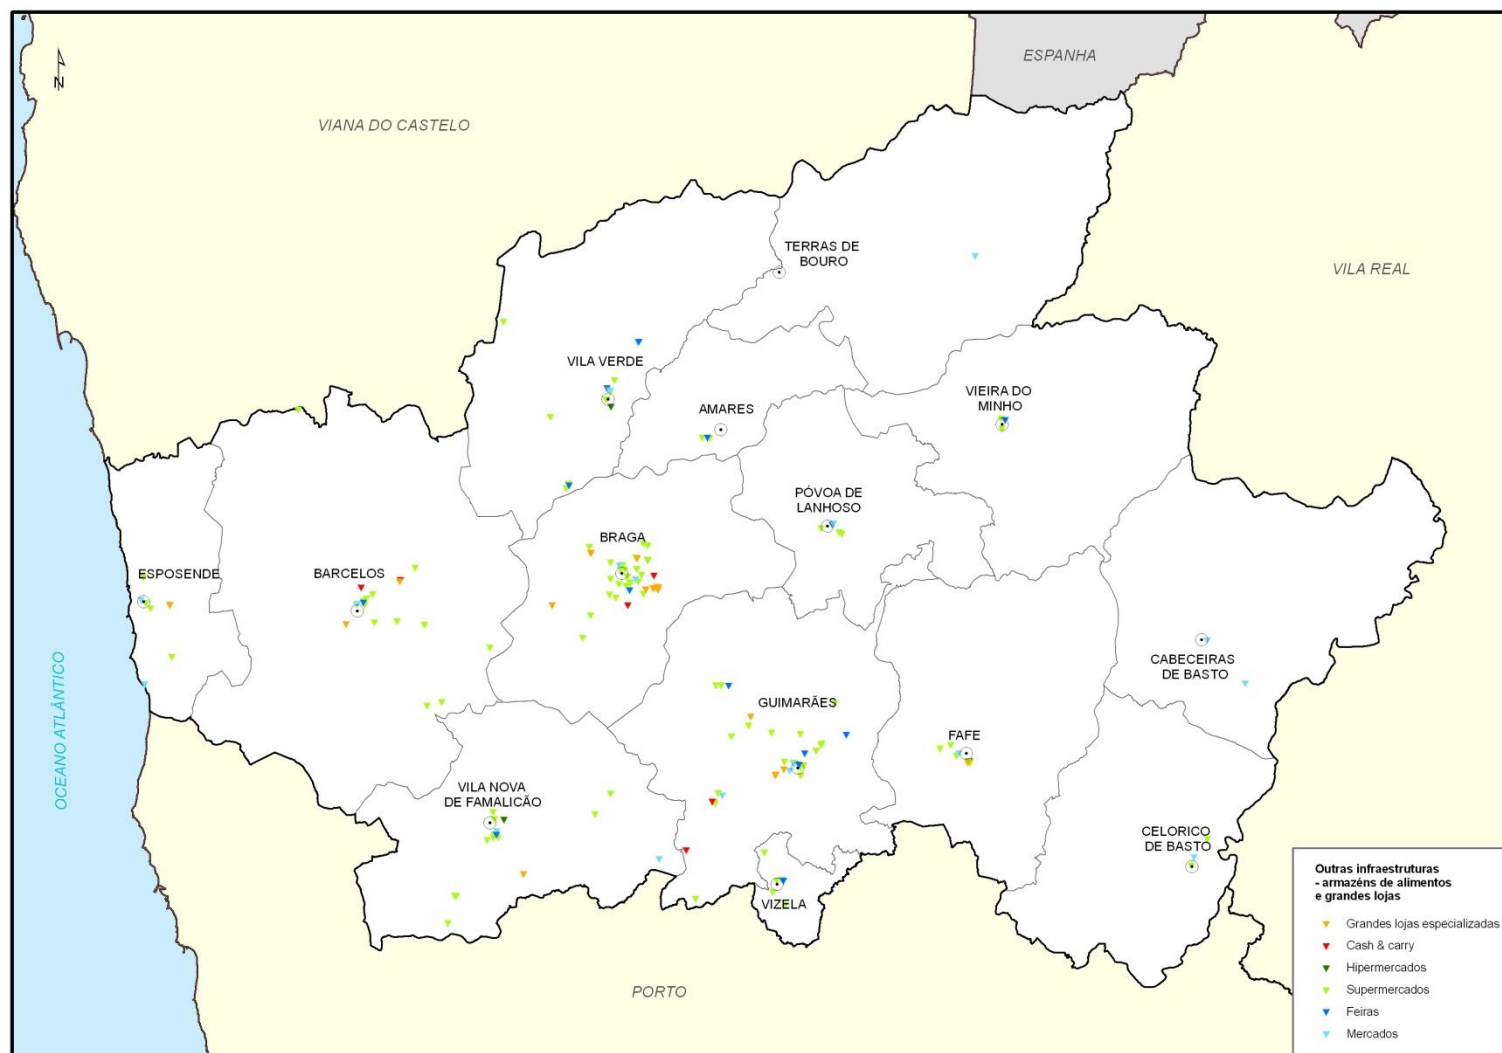 ESPANHA
N
VIANA DO CASTELO
TERRAS DE
BOURO
VILA REAL
VILA VERDE
VIEIRA DO
MINHO
AMARES
PÓVOA DE
LANHOSO
BRAGA
ESPOSENDE
BARCELOS
CABECEIRAS
DE BASTO
GUIMARÃES
FAFE
OCEANO ATLÂNTICO
VILA NOVA
DE FAMALICÃO
CELORICO
DE BASTO
VIZELA
PORTO
Outras infraestruturas
- armazéns de alimentos
e grandes lojas
Grandes lojas especializadas
Cash & carry
Hipermercados
Supermercados
Feiras
Mercados